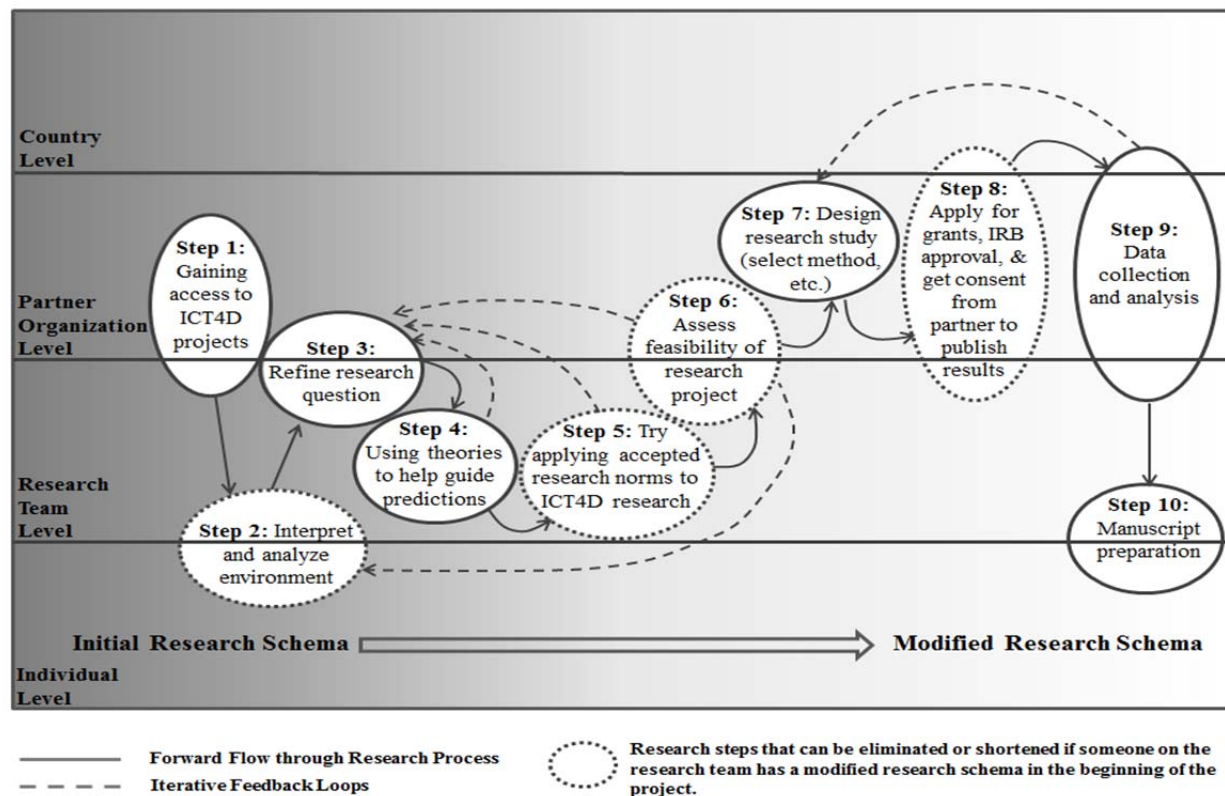 Country
Level
Partner
Organization
Level
Research
Team
Level
Individual
Level
Step 1:
Gaining
access to
ICT4D
projects
Step 2: Interpret
and analyze
environment
Step 3:
Refine research
question
Step 4:
Using theories
to help guide
predictions
Step 5: Try
applying accepted
research norms to
ICT4D research
Step 6:
Assess
feasibility of
research
project
Step 7: Design
research study
(select method,
etc.)
Step 8:
Apply for
grants, IRB
approval, &
get consent
from
partner to
publish
results
Step 9:
Data
collection
and analysis
Step 10:
Manuscript
preparation
Initial Research Schema
Modified Research Schema
Forward Flow through Research Process
Iterative Feedback Loops
Research steps that can be eliminated or shortened if someone on the
research team has a modified research schema in the beginning of the
project.